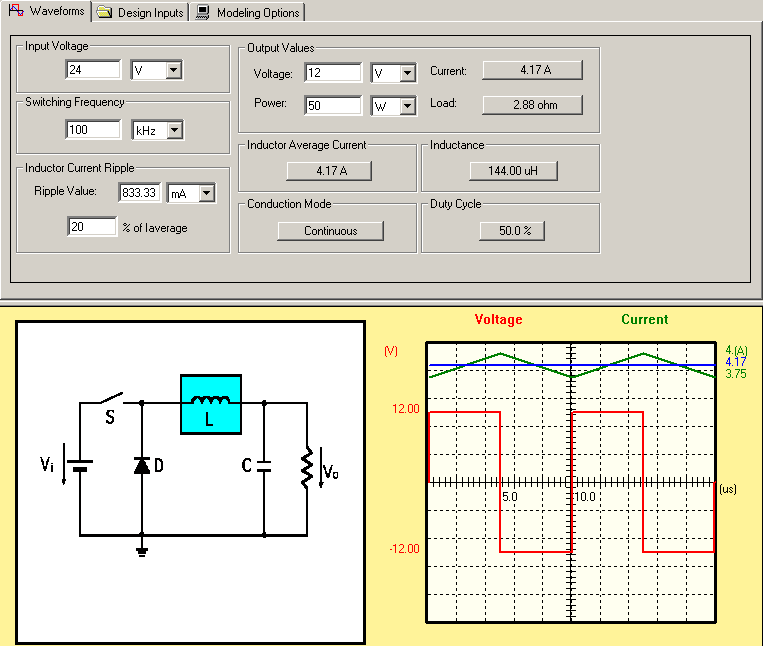 Waveforms
Design Inputs
Modeling Options
Input Voltage
24 V
Switching Frequency
100 kHz
Inductor Current Ripple
Ripple Value: 833.33 mA
20 % of Iaverage
Output Values
Voltage: 12 V Current: 4.17 A
Power: 50 W Load: 2.88 ohm
Inductor Average Current
4.17 A
Inductance
144.00 uH
Conduction Mode
Continuous
Duty Cycle
50.0 %
S
L
Vi
D
C
Vo
Voltage Current
(V)
4.(A)
4.17
3.75
12.00
5.0
10.0
(us)
-12.00